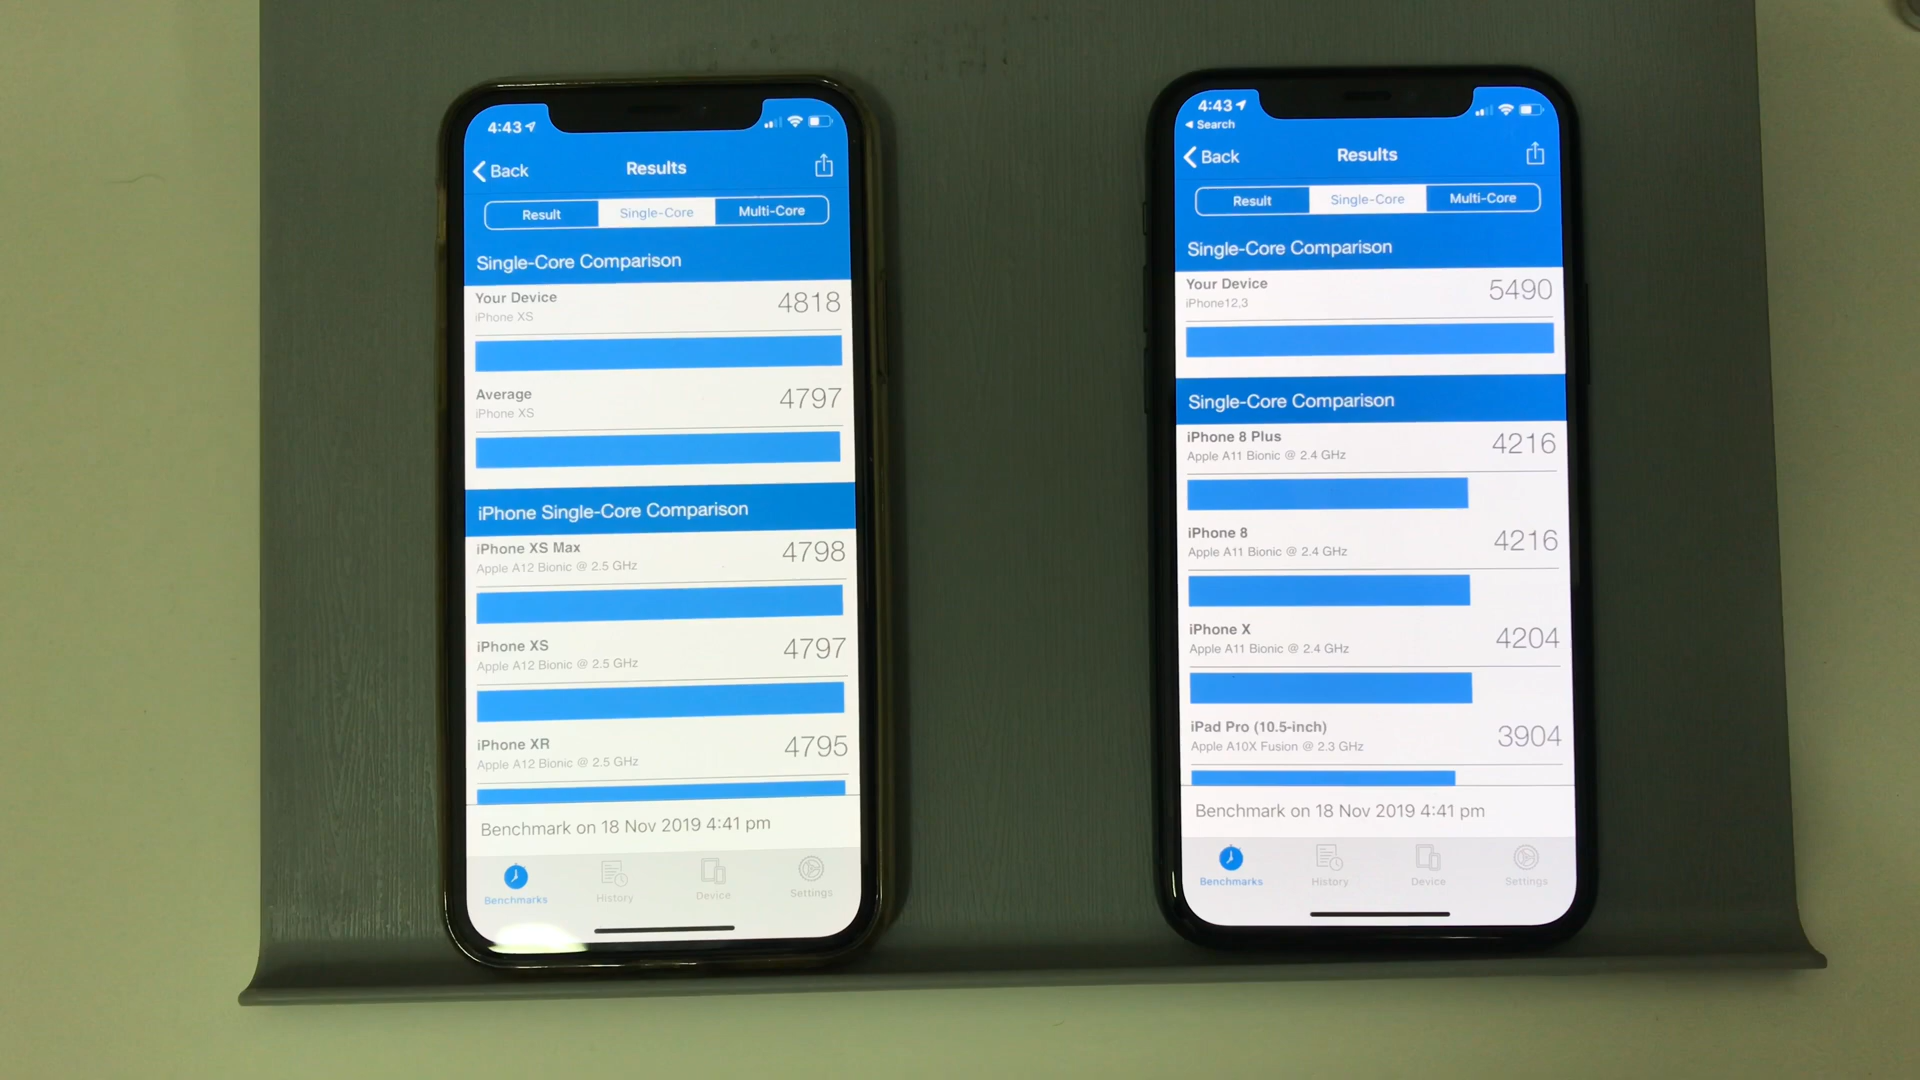 4:43
Back
Results
Result
Single-Core
Multi-Core
Single-Core Comparison
Your Device
4818
iPhone XS
Average
4797
iPhone XS
iPhone Single-Core Comparison
iPhone XS Max
4798
Apple A12 Bionic @ 2.5 GHz
iPhone XS
4797
Apple A12 Bionic @ 2.5 GHz
iPhone XR
4795
Apple A12 Bionic @ 2.5 GHz
Benchmark on 18 Nov 2019 4:41 pm
Benchmarks
History
Device
Settings
4:43
Search
Back
Results
Result
Single-Core
Multi-Core
Single-Core Comparison
Your Device
5490
iPhone12,3
Single-Core Comparison
iPhone 8 Plus
4216
Apple A11 Bionic @ 2.4 GHz
iPhone 8
4216
Apple A11 Bionic @ 2.4 GHz
iPhone X
4204
Apple A11 Bionic @ 2.4 GHz
iPad Pro (10.5-inch)
3904
Apple A10X Fusion @ 2.3 GHz
Benchmark on 18 Nov 2019 4:41 pm
Benchmarks
History
Device
Settings